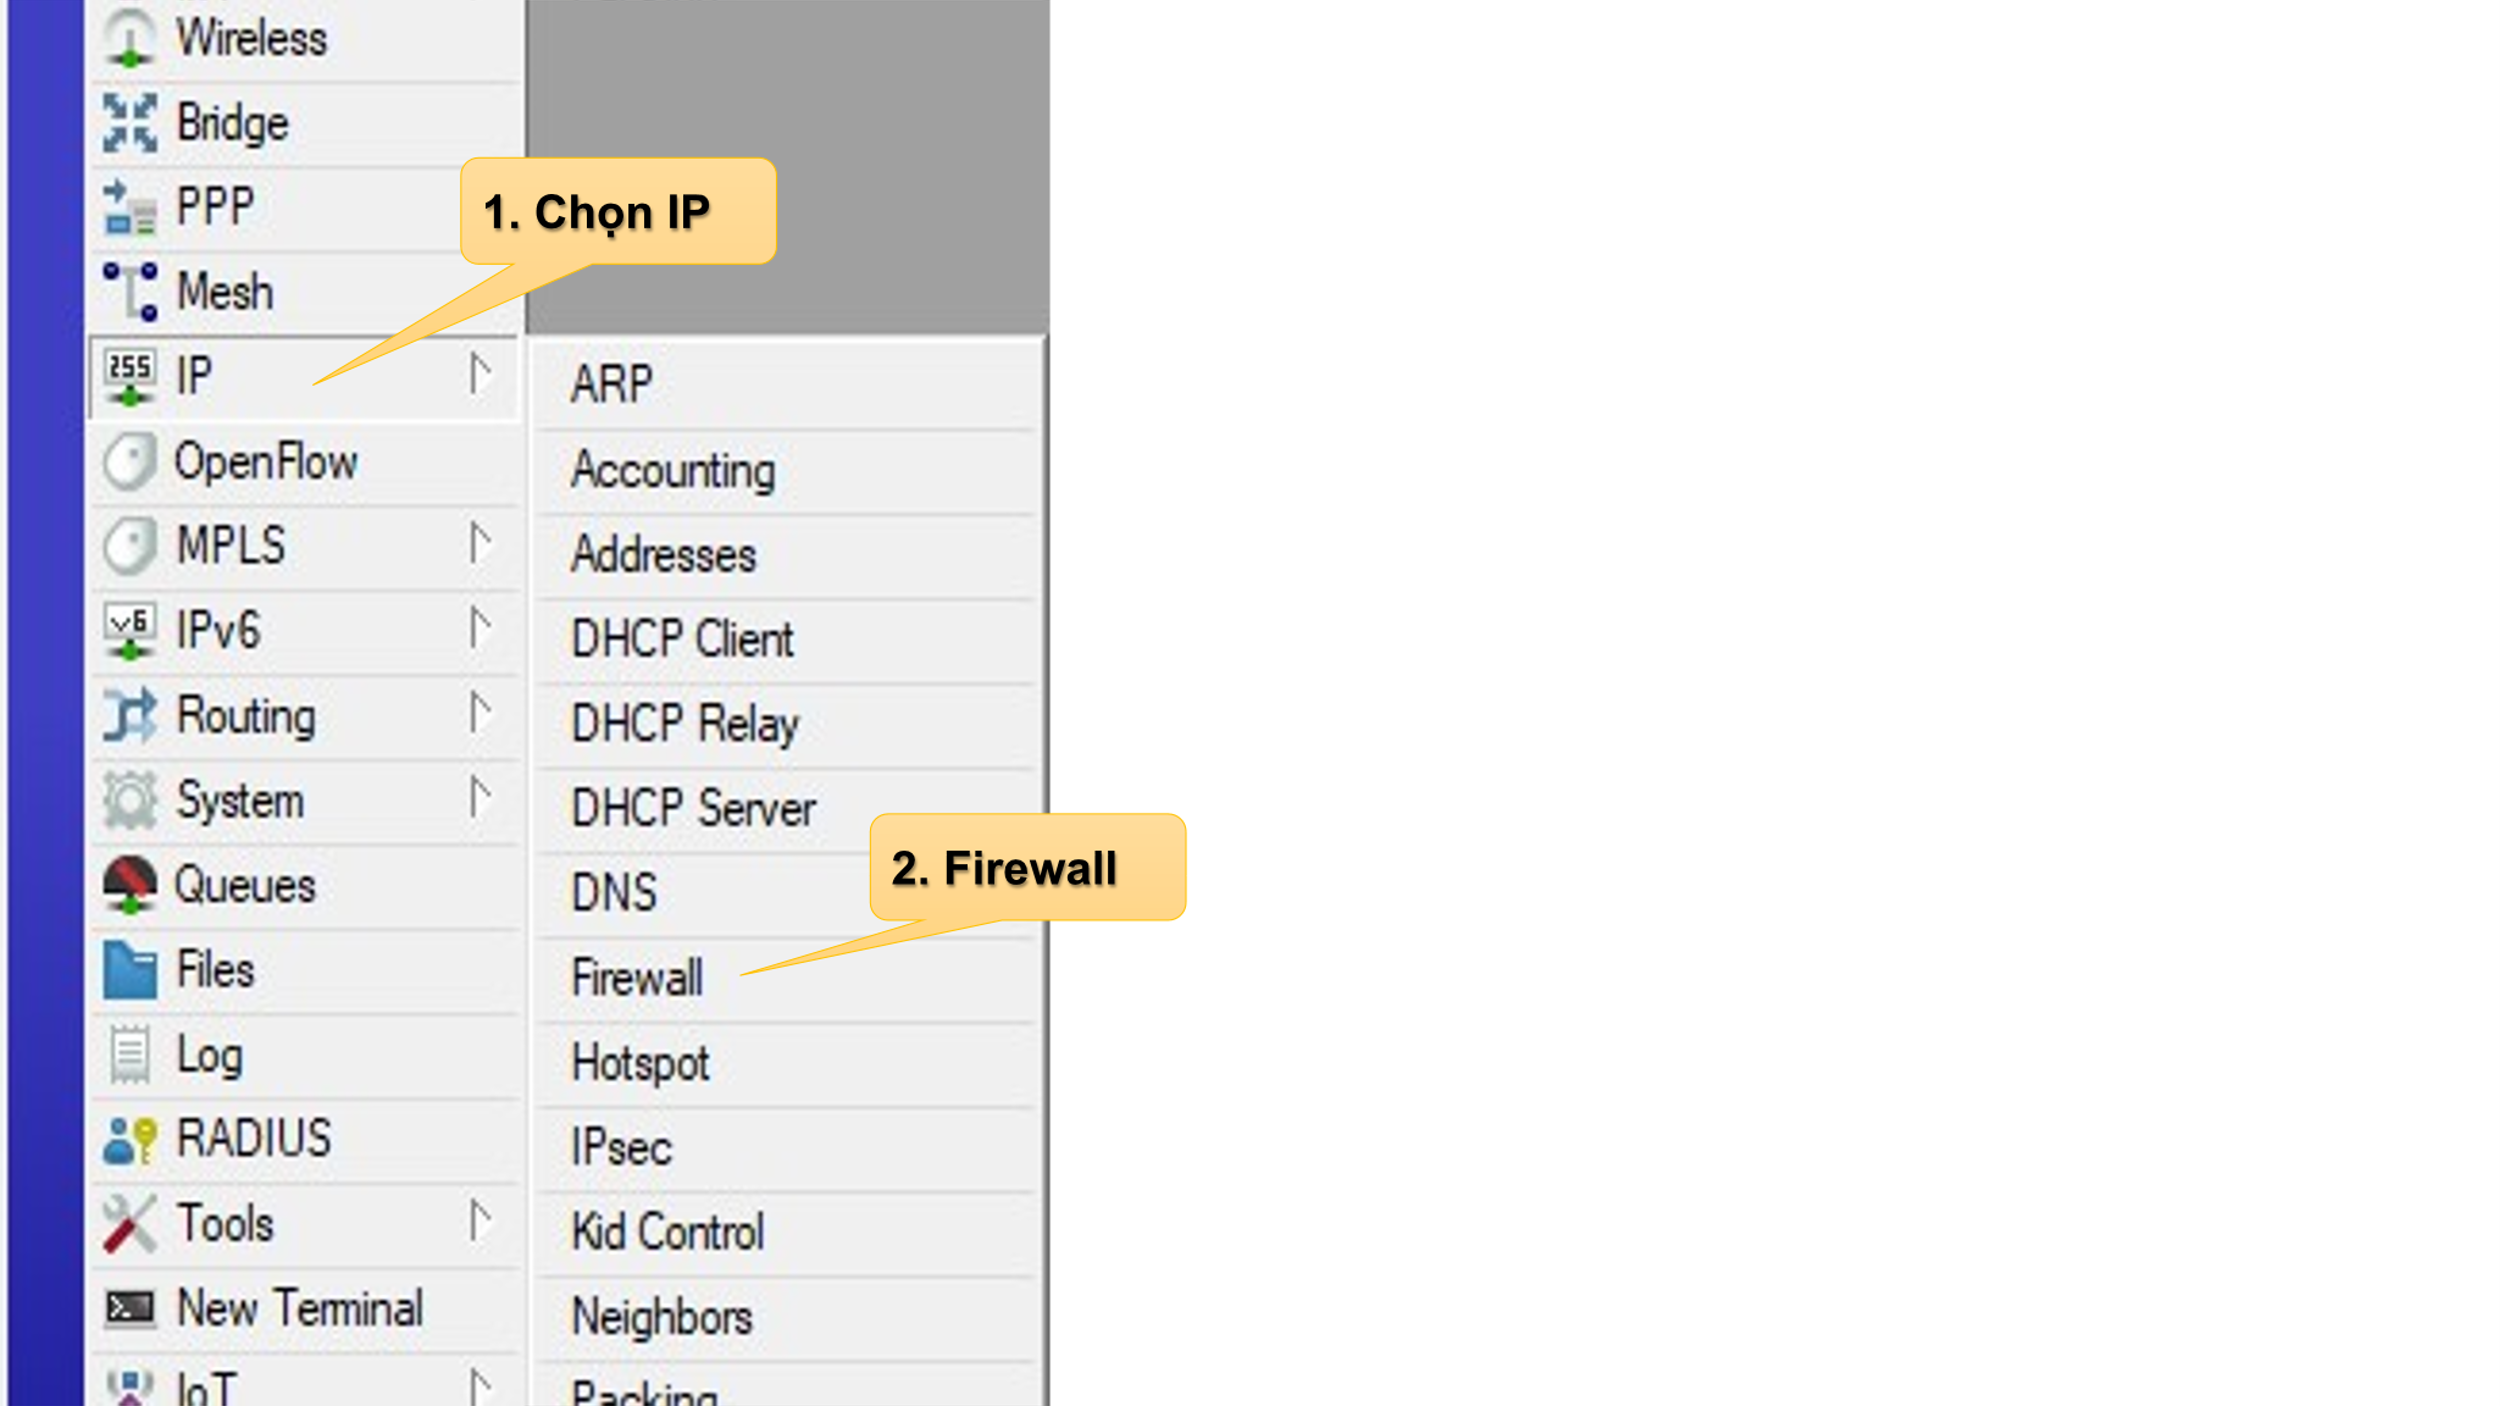 Wireless
Bridge
PPP
Mesh
255
IP
OpenFlow
MPLS
v6
IPv6
Routing
System
Queues
Files
Log
RADIUS
Tools
New Terminal
IoT
1. Chọn IP
ARP
Accounting
Addresses
DHCP Client
DHCP Relay
DHCP Server
DNS
Firewall
Hotspot
IPsec
Kid Control
Neighbors
Packing
2. Firewall